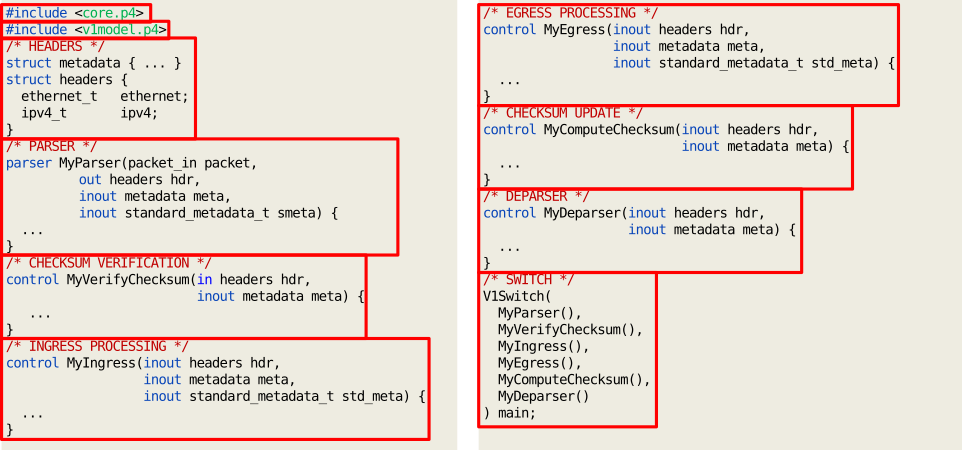 #include <core.p4>
#include <v1model.p4>
/* HEADERS */
struct metadata { ... }
struct headers {
  ethernet_t   ethernet;
  ipv4_t       ipv4;
}
/* PARSER */
parser MyParser(packet_in packet,
         out headers hdr,
         inout metadata meta,
         inout standard_metadata_t smeta) {
  ...
}
/* CHECKSUM VERIFICATION */
control MyVerifyChecksum(in headers hdr,
                         inout metadata meta) {
   ...
}
/* INGRESS PROCESSING */
control MyIngress(inout headers hdr,
                  inout metadata meta,
                  inout standard_metadata_t std_meta) {
  ...
}
/* EGRESS PROCESSING */
control MyEgress(inout headers hdr,
                 inout metadata meta,
                 inout standard_metadata_t std_meta) {
  ...
}
/* CHECKSUM UPDATE */
control MyComputeChecksum(inout headers hdr,
                          inout metadata meta) {
  ...
}
/* DEPARSER */
control MyDeparser(inout headers hdr,
                   inout metadata meta) {
  ...
}
/* SWITCH */
V1Switch(
  MyParser(),
  MyVerifyChecksum(),
  MyIngress(),
  MyEgress(),
  MyComputeChecksum(),
  MyDeparser()
) main;